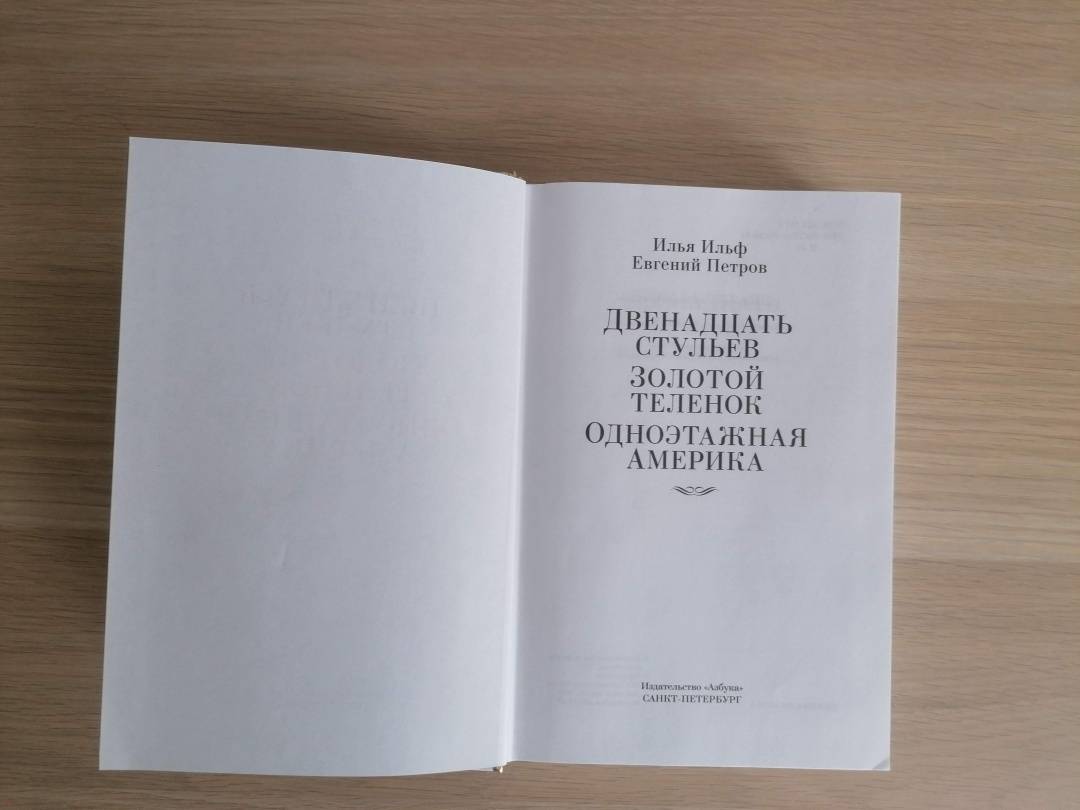 Илья Ильф
Евгений Петров
Двенадцать
стульев
Золотой
теленок
Одноэтажная
Америка
Издательство «Азбука»
САНКТ-ПЕТЕРБУРГ